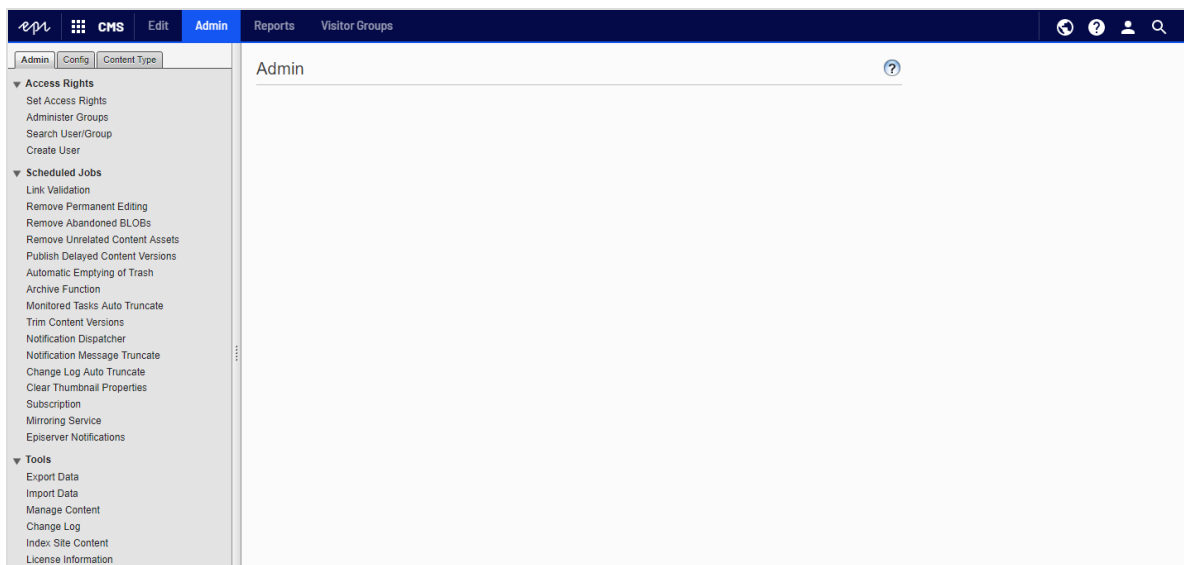 epi CMS Edit Admin Reports Visitor Groups ?
Admin Config Content Type
Admin ?
Access Rights
Set Access Rights
Administer Groups
Search User/Group
Create User
Scheduled Jobs
Link Validation
Remove Permanent Editing
Remove Abandoned BLOBs
Remove Unrelated Content Assets
Publish Delayed Content Versions
Automatic Emptying of Trash
Archive Function
Monitored Tasks Auto Truncate
Trim Content Versions
Notification Dispatcher
Notification Message Truncate
Change Log Auto Truncate
Clear Thumbnail Properties
Subscription
Mirroring Service
Episerver Notifications
Tools
Export Data
Import Data
Manage Content
Change Log
Index Site Content
License Information